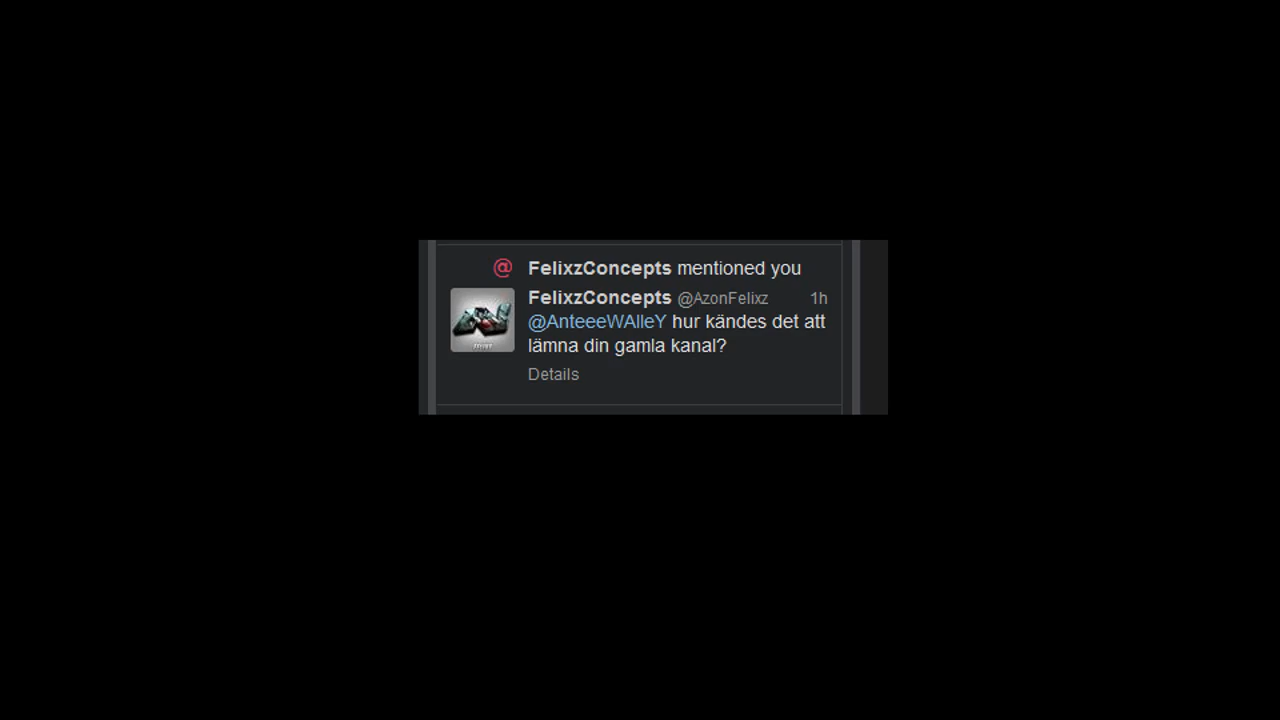 @ FelixzConcepts mentioned you
FelixzConcepts @AzonFelixz 1h
@AnteeeWAlleY hur kändes det att
lämna din gamla kanal?
Details